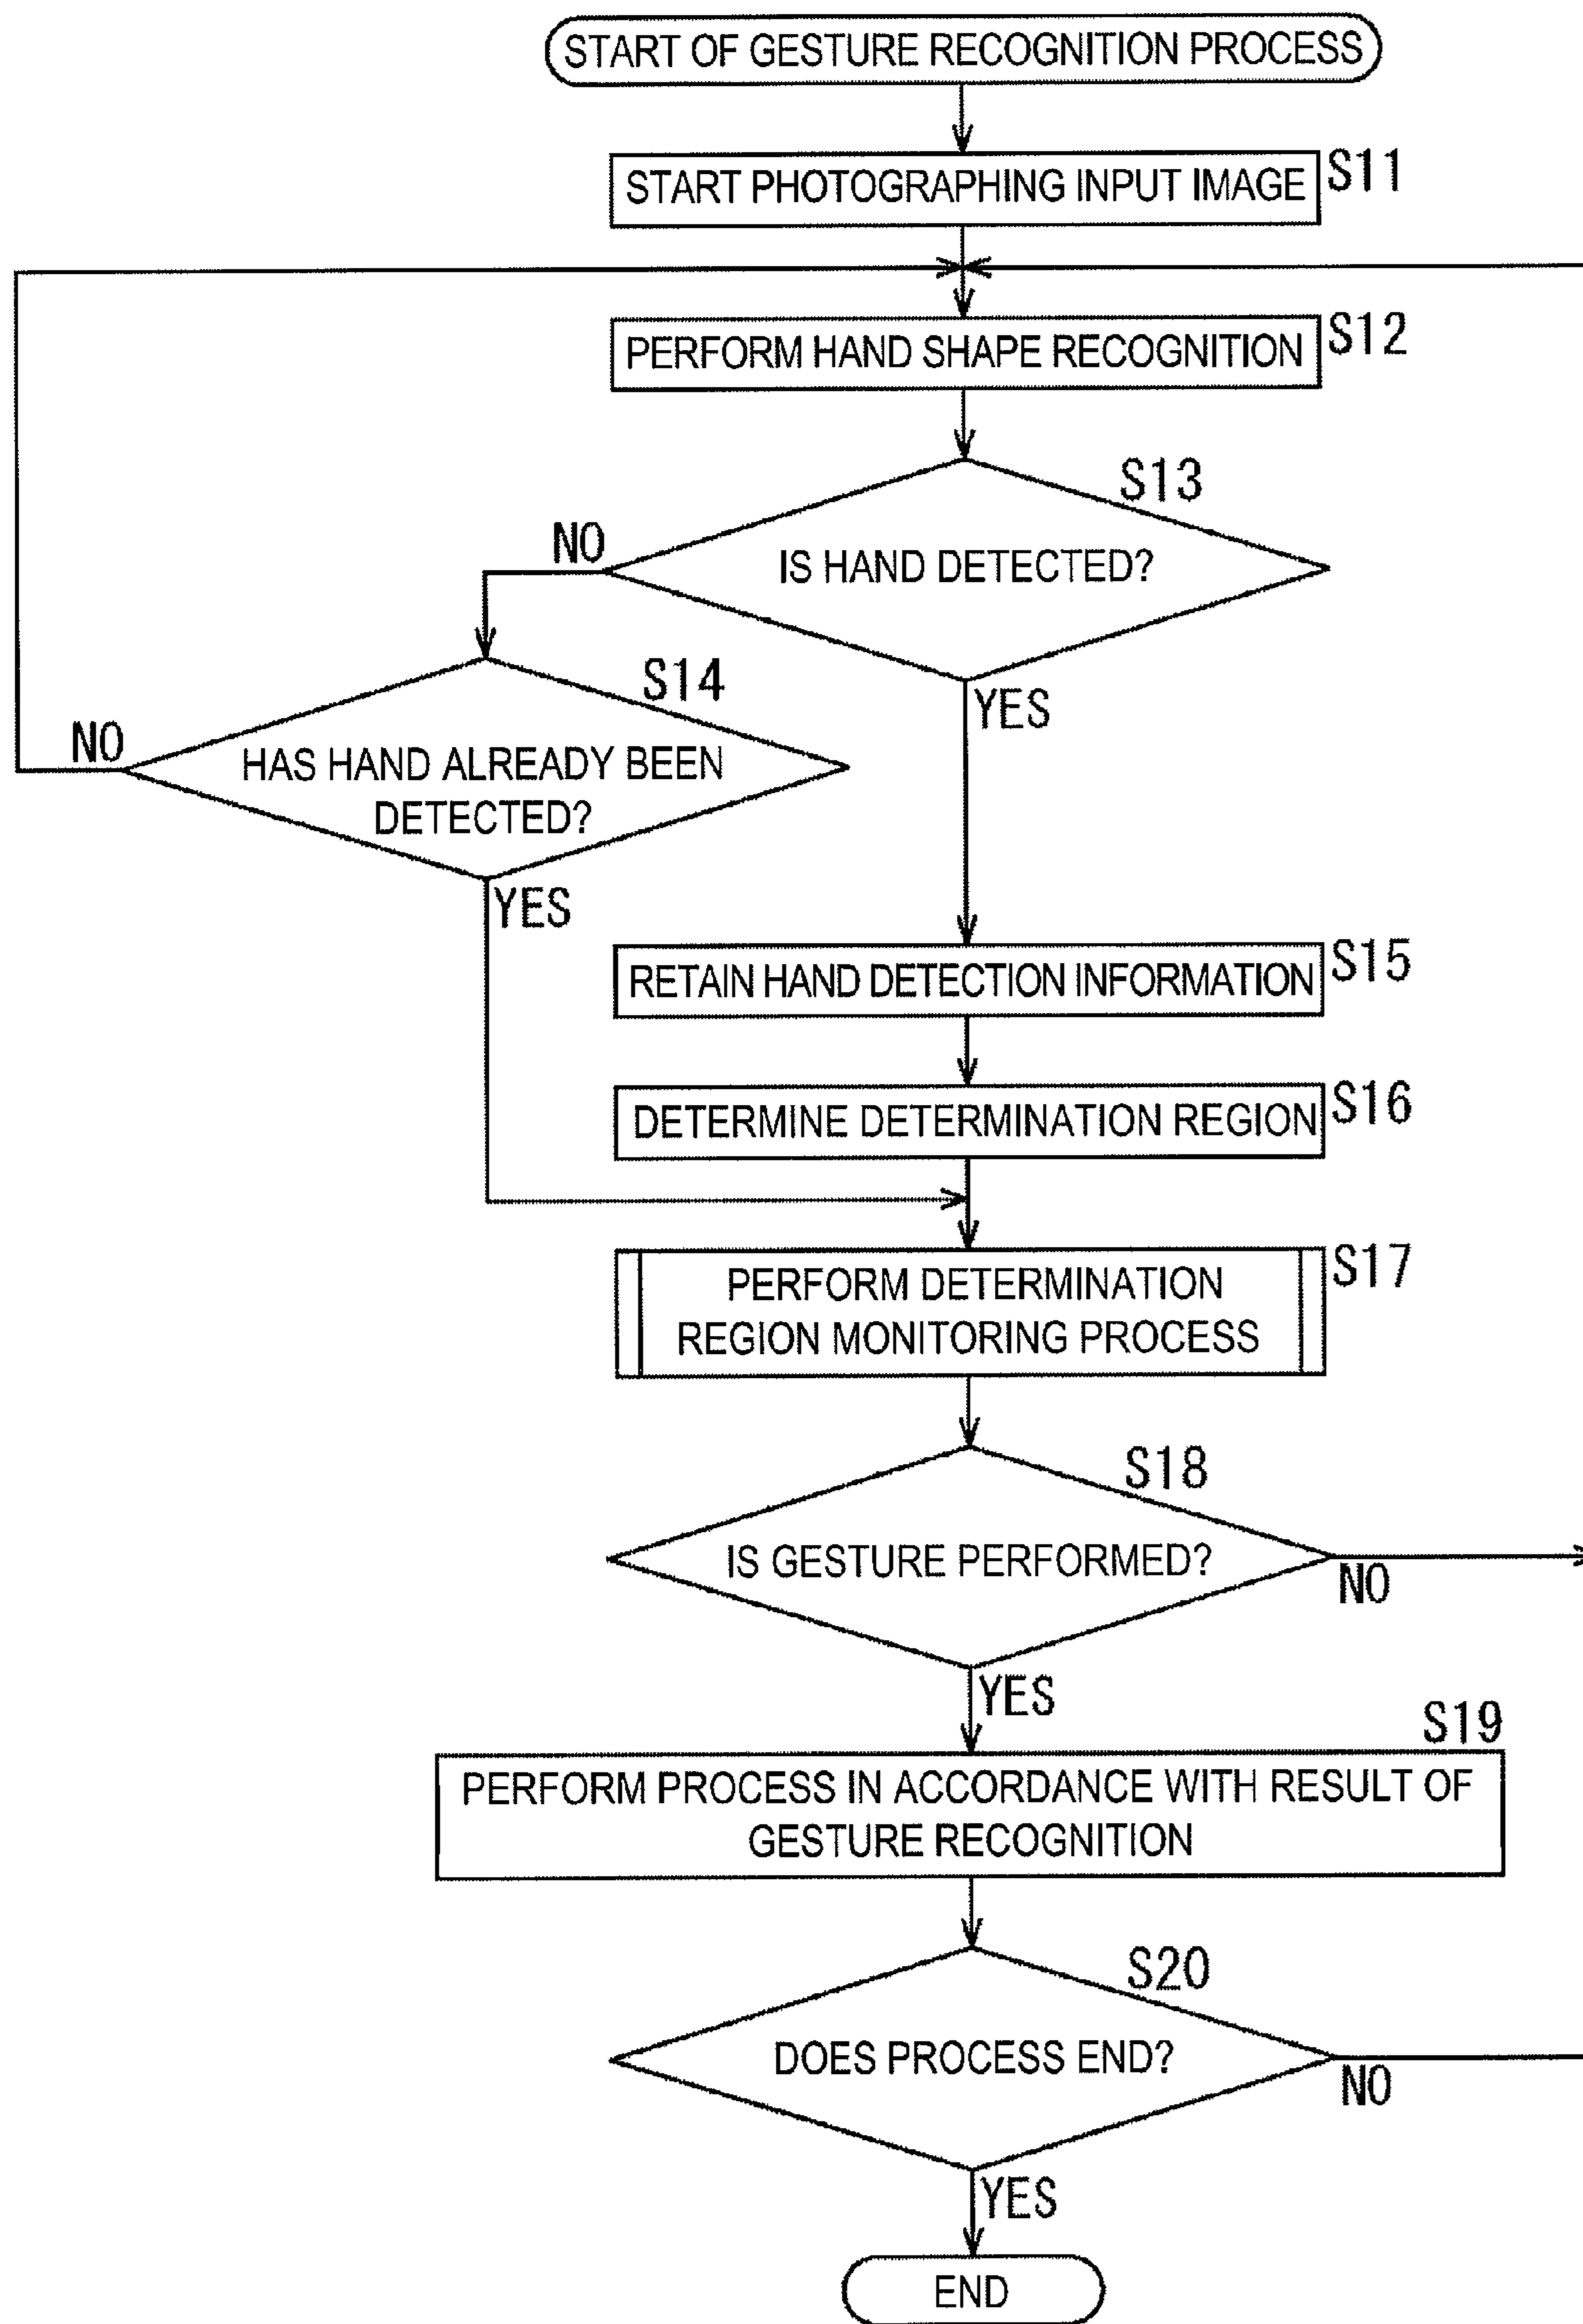 START OF GESTURE RECOGNITION PROCESS
START PHOTOGRAPHING INPUT IMAGE
S11
PERFORM HAND SHAPE RECOGNITION
S12
S13
NO
IS HAND DETECTED?
YES
S14
NO
HAS HAND ALREADY BEEN
DETECTED?
YES
RETAIN HAND DETECTION INFORMATION
S15
DETERMINE DETERMINATION REGION
S16
PERFORM DETERMINATION
REGION MONITORING PROCESS
S17
S18
IS GESTURE PERFORMED?
NO
YES
S19
PERFORM PROCESS IN ACCORDANCE WITH RESULT OF
GESTURE RECOGNITION
S20
DOES PROCESS END?
NO
YES
END